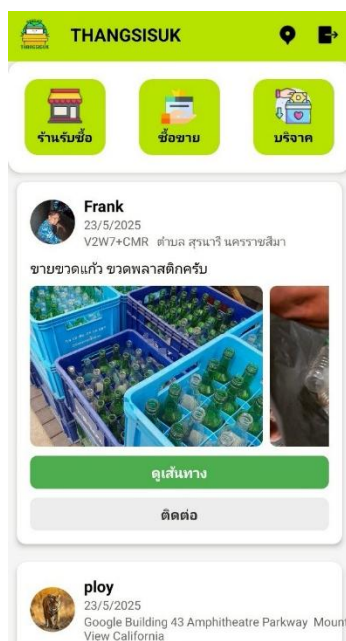 THANGSISUK
THANGSISUK
ร้านรับซื้อ
ซื้อขาย
บริจาค
Frank
23/5/2025
V2W7+CMR ตำบล สุรนารี นครราชสีมา
ขายขวดแก้ว ขวดพลาสติกครับ
ดูเส้นทาง
ติดต่อ
ploy
23/5/2025
Google Building 43 Amphitheatre Parkway Moun
View California